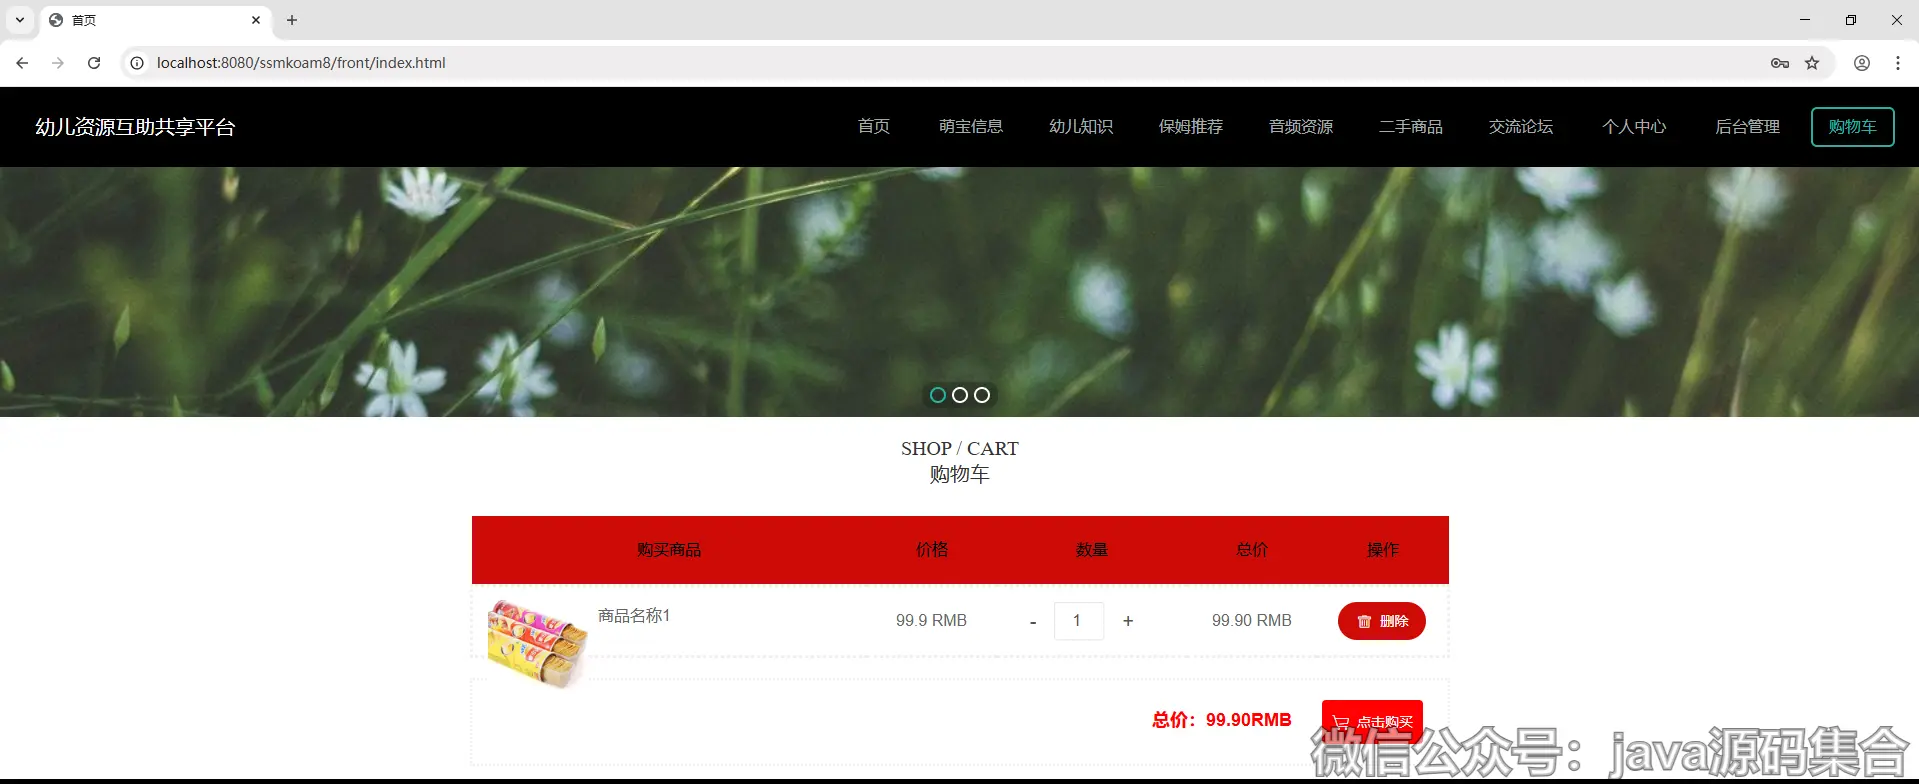 首页
localhost:8080/ssmkoam8/front/index.html
幼儿资源互助共享平台
首页 萌宝信息 幼儿知识 保姆推荐 音频资源 二手商品 交流论坛 个人中心 后台管理 购物车
SHOP / CART
购物车
购买商品 价格 数量 总价 操作
商品名称1 99.9 RMB - 1 + 99.90 RMB 删除
总价：99.90RMB 点击购买
微信公众号：java源码集合